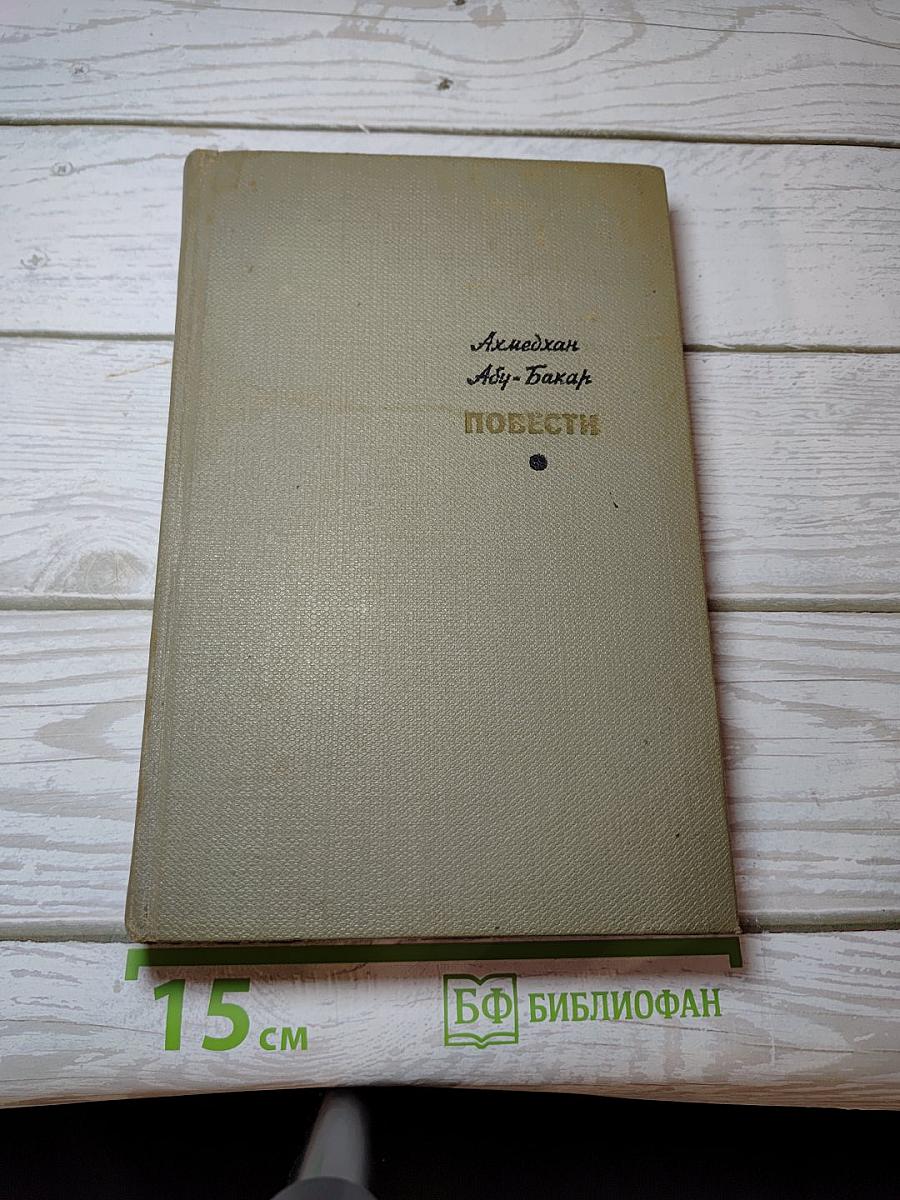 Ахмедхан
Абу-Бакар
ПОВЕСТИ
15 см
БФ БИБЛИОФАН